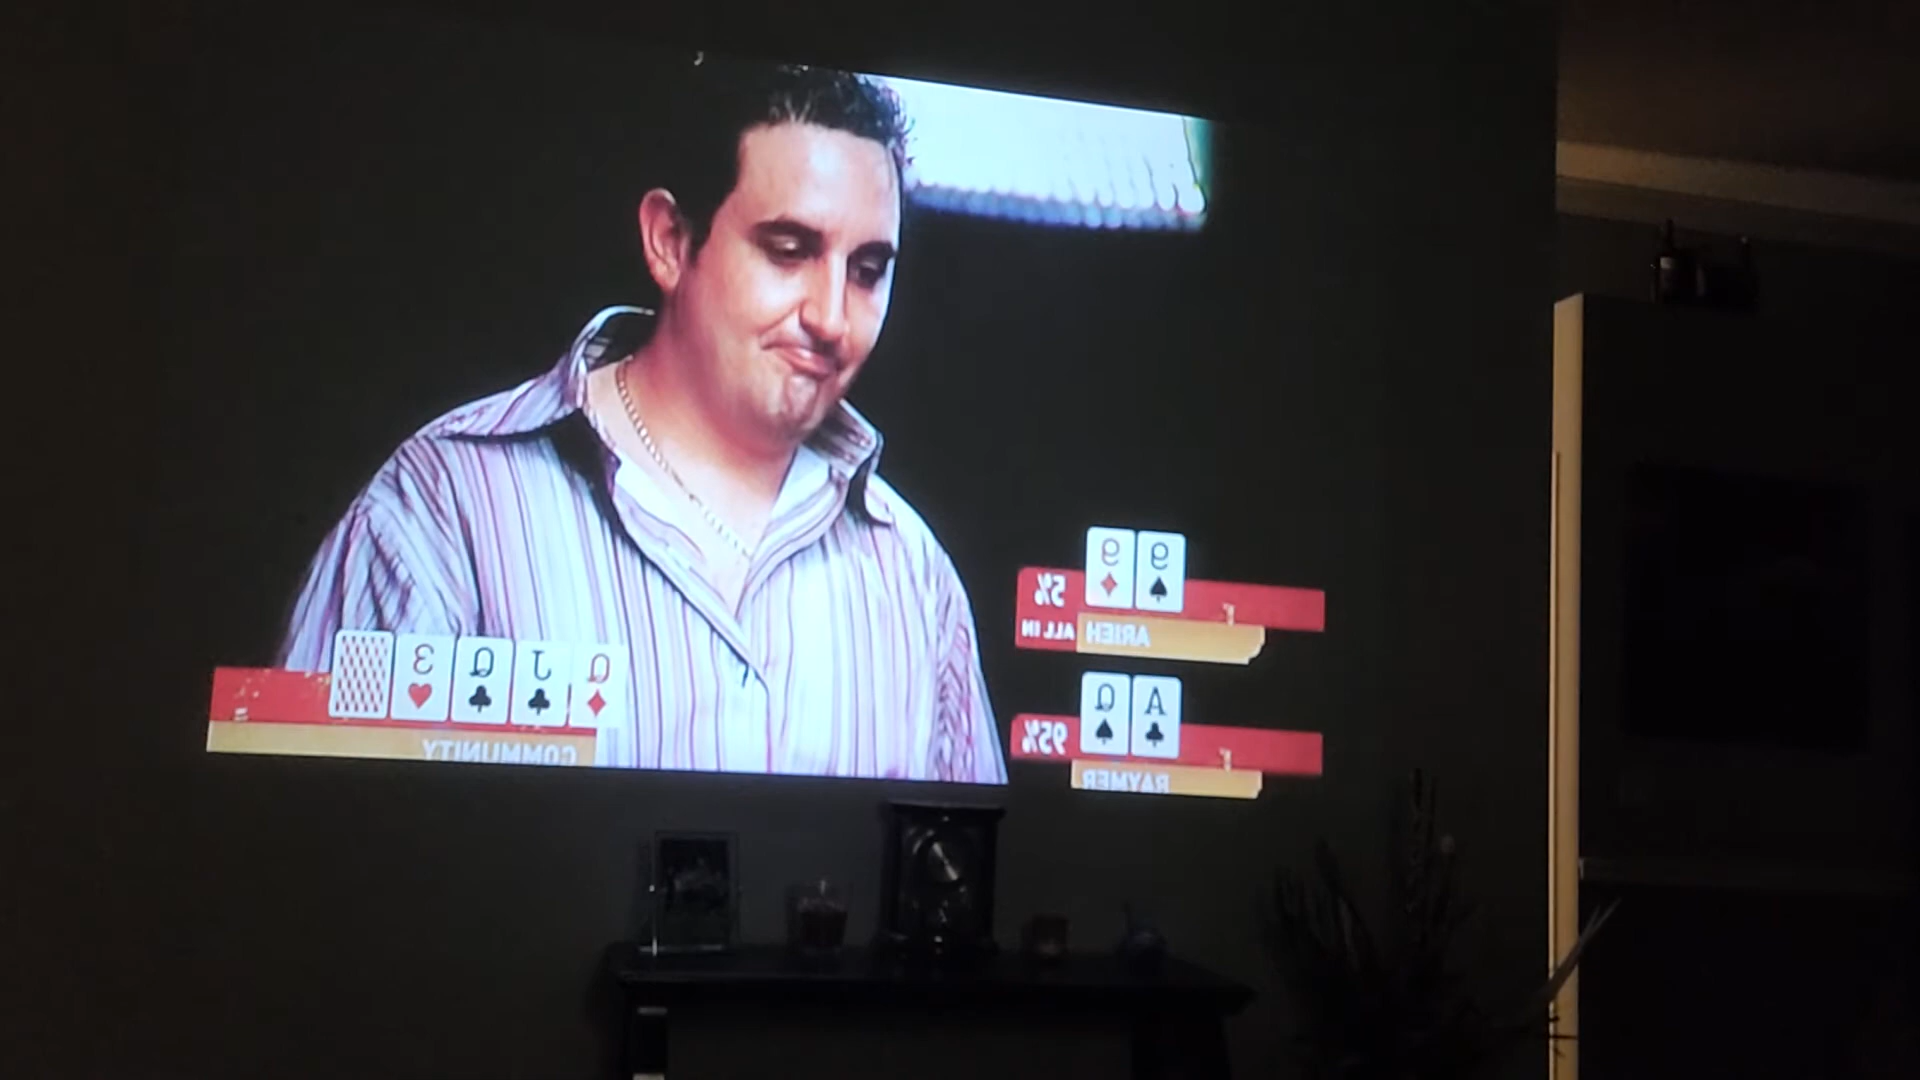 9♠ 9♦ 5%
ARIEH ALL IN
Q♦ J♣ Q♣ 3♥
COMMUNITY
A♣ Q♠ 95%
RAYMER